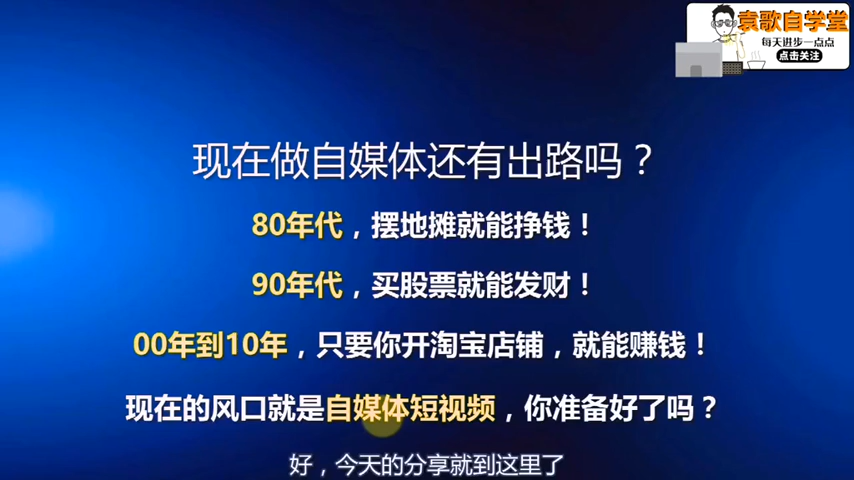 袁歌自学堂
每天进步一点点
点击关注
现在做自媒体还有出路吗？
80年代，摆地摊就能挣钱！
90年代，买股票就能发财！
00年到10年，只要你开淘宝店铺，就能赚钱！
现在的风口就是自媒体短视频，你准备好了吗？
好，今天的分享就到这里了